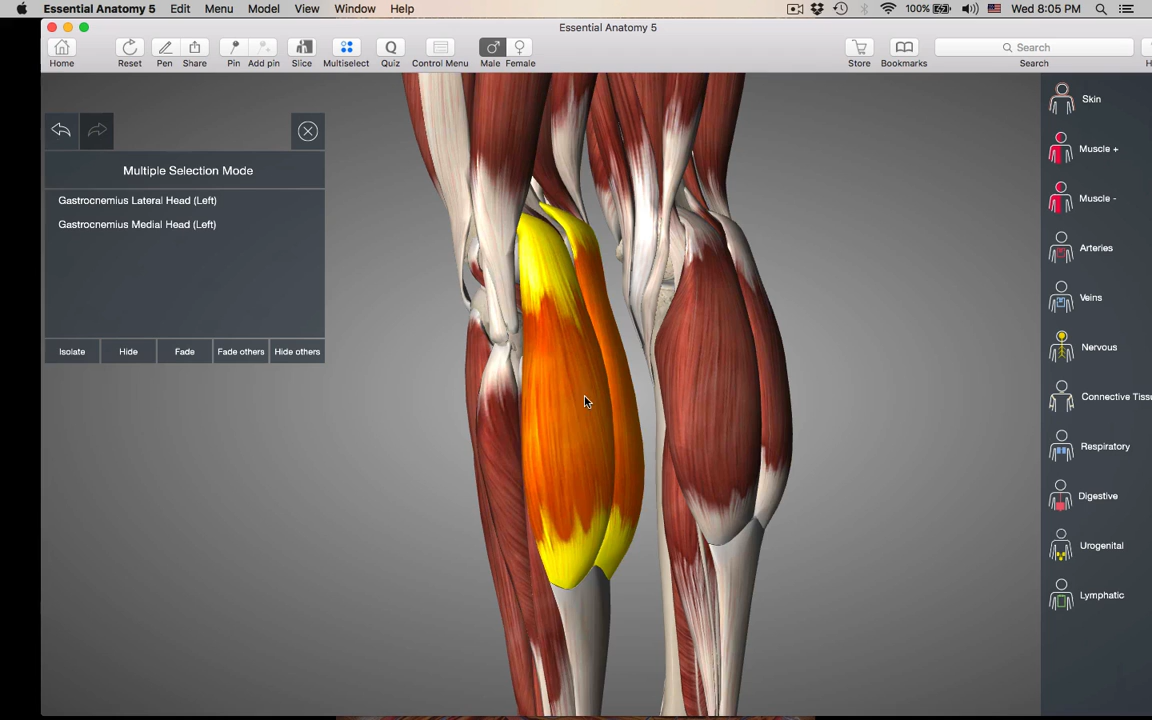 Essential Anatomy 5 Edit Menu Model View Window Help 100% Wed 8:05 PM
Essential Anatomy 5
Home Reset Pen Share Pin Add pin Slice Multiselect Q Quiz Control Menu Male Female Store Bookmarks Search Search
Multiple Selection Mode
Gastrocnemius Lateral Head (Left)
Gastrocnemius Medial Head (Left)
Isolate Hide Fade Fade others Hide others
Skin
Muscle +
Muscle -
Arteries
Veins
Nervous
Connective Tiss
Respiratory
Digestive
Urogenital
Lymphatic